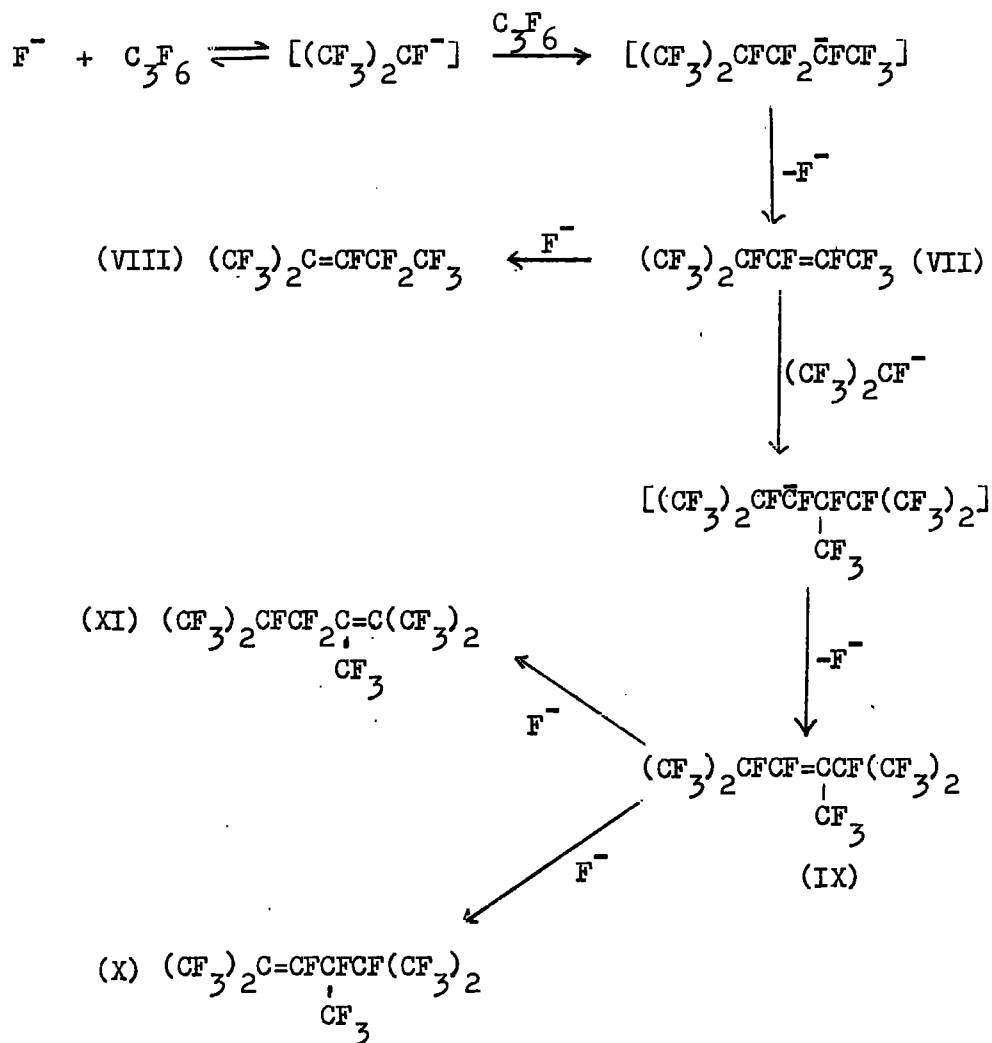 F⁻ + C₃F₆ ⇌ [(CF₃)₂CF⁻] C₃F₆ → [(CF₃)₂CFCF₂C̄FCF₃]
-F⁻
(VIII) (CF₃)₂C=CFCF₂CF₃ F⁻ ← (CF₃)₂CFCF=CFCF₃ (VII)
(CF₃)₂CF⁻
[(CF₃)₂CFC̄FCFCF(CF₃)₂]
CF₃
(XI) (CF₃)₂CFCF₂C=C(CF₃)₂
CF₃
-F⁻
F⁻
(CF₃)₂CFCF=CCF(CF₃)₂
CF₃
F⁻
(IX)
(X) (CF₃)₂C=CFCFCF(CF₃)₂
CF₃